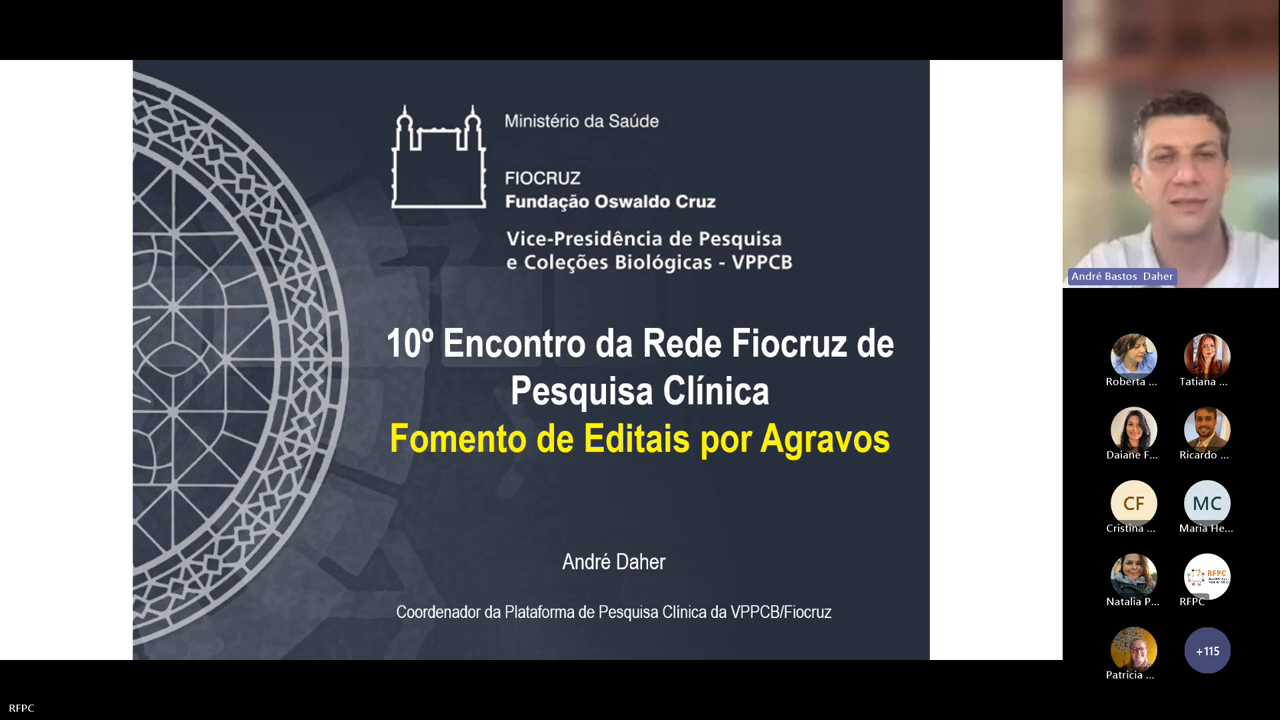 Ministério da Saúde
FIOCRUZ
Fundação Oswaldo Cruz
Vice-Presidência de Pesquisa
e Coleções Biológicas - VPPCB
10º Encontro da Rede Fiocruz de
Pesquisa Clínica
Fomento de Editais por Agravos
André Daher
Coordenador da Plataforma de Pesquisa Clínica da VPPCB/Fiocruz
André Bastos Daher
Roberta ...
Tatiana ...
Daiane F...
Ricardo ...
CF
MC
Cristina ...
Maria He...
RFPC
Natalia P...
RFPC
Patricia ...
+115
RFPC